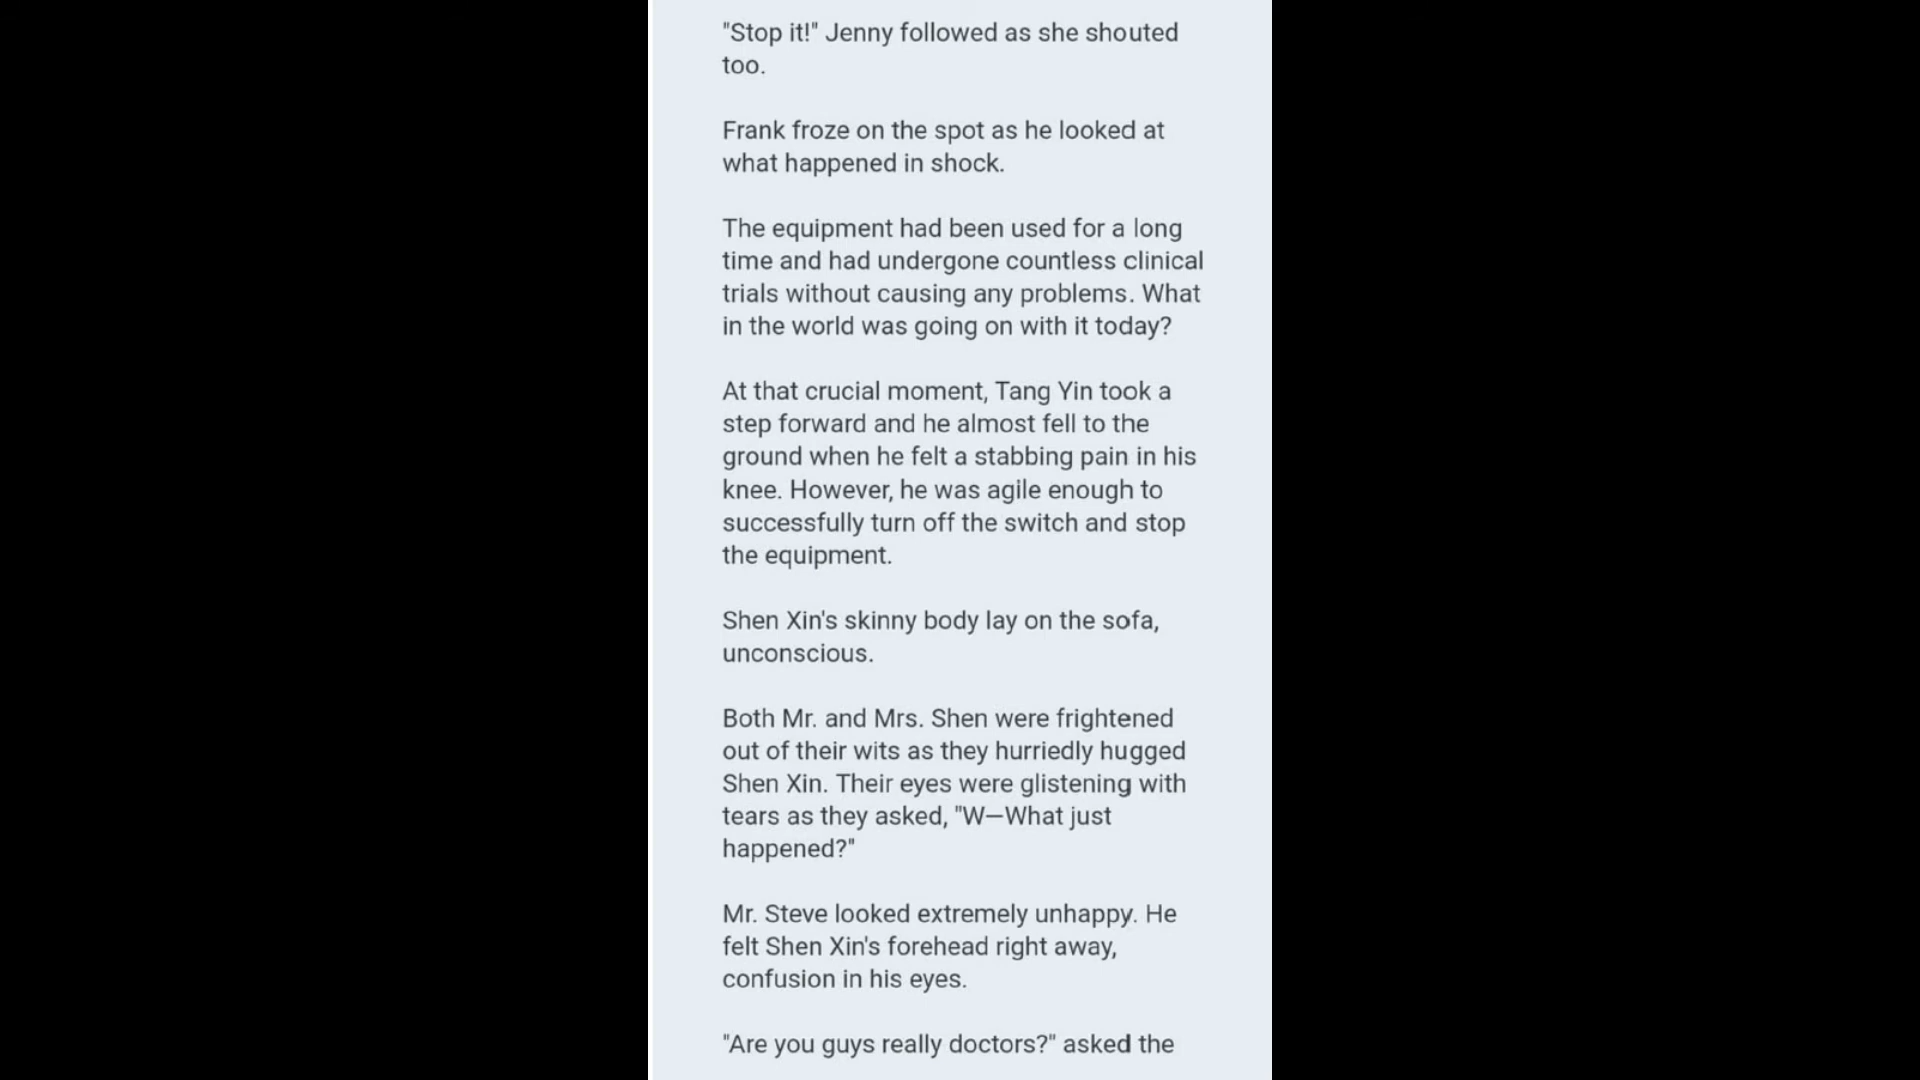 "Stop it!" Jenny followed as she shouted
too.
Frank froze on the spot as he looked at
what happened in shock.
The equipment had been used for a long
time and had undergone countless clinical
trials without causing any problems. What
in the world was going on with it today?
At that crucial moment, Tang Yin took a
step forward and he almost fell to the
ground when he felt a stabbing pain in his
knee. However, he was agile enough to
successfully turn off the switch and stop
the equipment.
Shen Xin's skinny body lay on the sofa,
unconscious.
Both Mr. and Mrs. Shen were frightened
out of their wits as they hurriedly hugged
Shen Xin. Their eyes were glistening with
tears as they asked, "W—What just
happened?"
Mr. Steve looked extremely unhappy. He
felt Shen Xin's forehead right away,
confusion in his eyes.
"Are you guys really doctors?" asked the